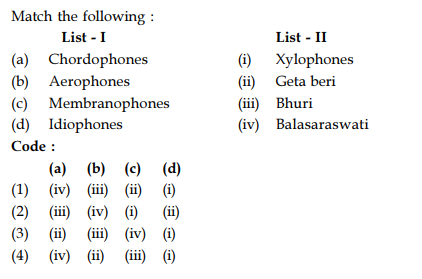 Match the following :
List - I List - II
(a) Chordophones (i) Xylophones
(b) Aerophones (ii) Geta beri
(c) Membranophones (iii) Bhuri
(d) Idiophones (iv) Balasaraswati
Code :
(a) (b) (c) (d)
(1) (iv) (iii) (ii) (i)
(2) (iii) (iv) (i) (ii)
(3) (ii) (iii) (iv) (i)
(4) (iv) (ii) (iii) (i)